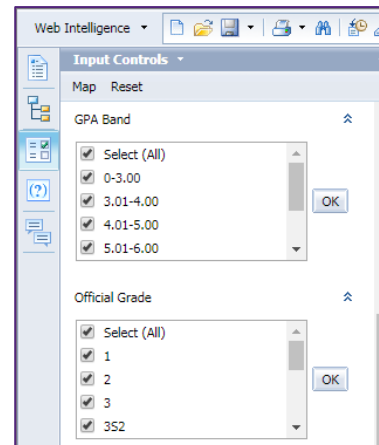 Web Intelligence
Input Controls
Map Reset
GPA Band
Select (All)
0-3.00
3.01-4.00
4.01-5.00
5.01-6.00
OK
Official Grade
Select (All)
1
2
3
3S2
OK